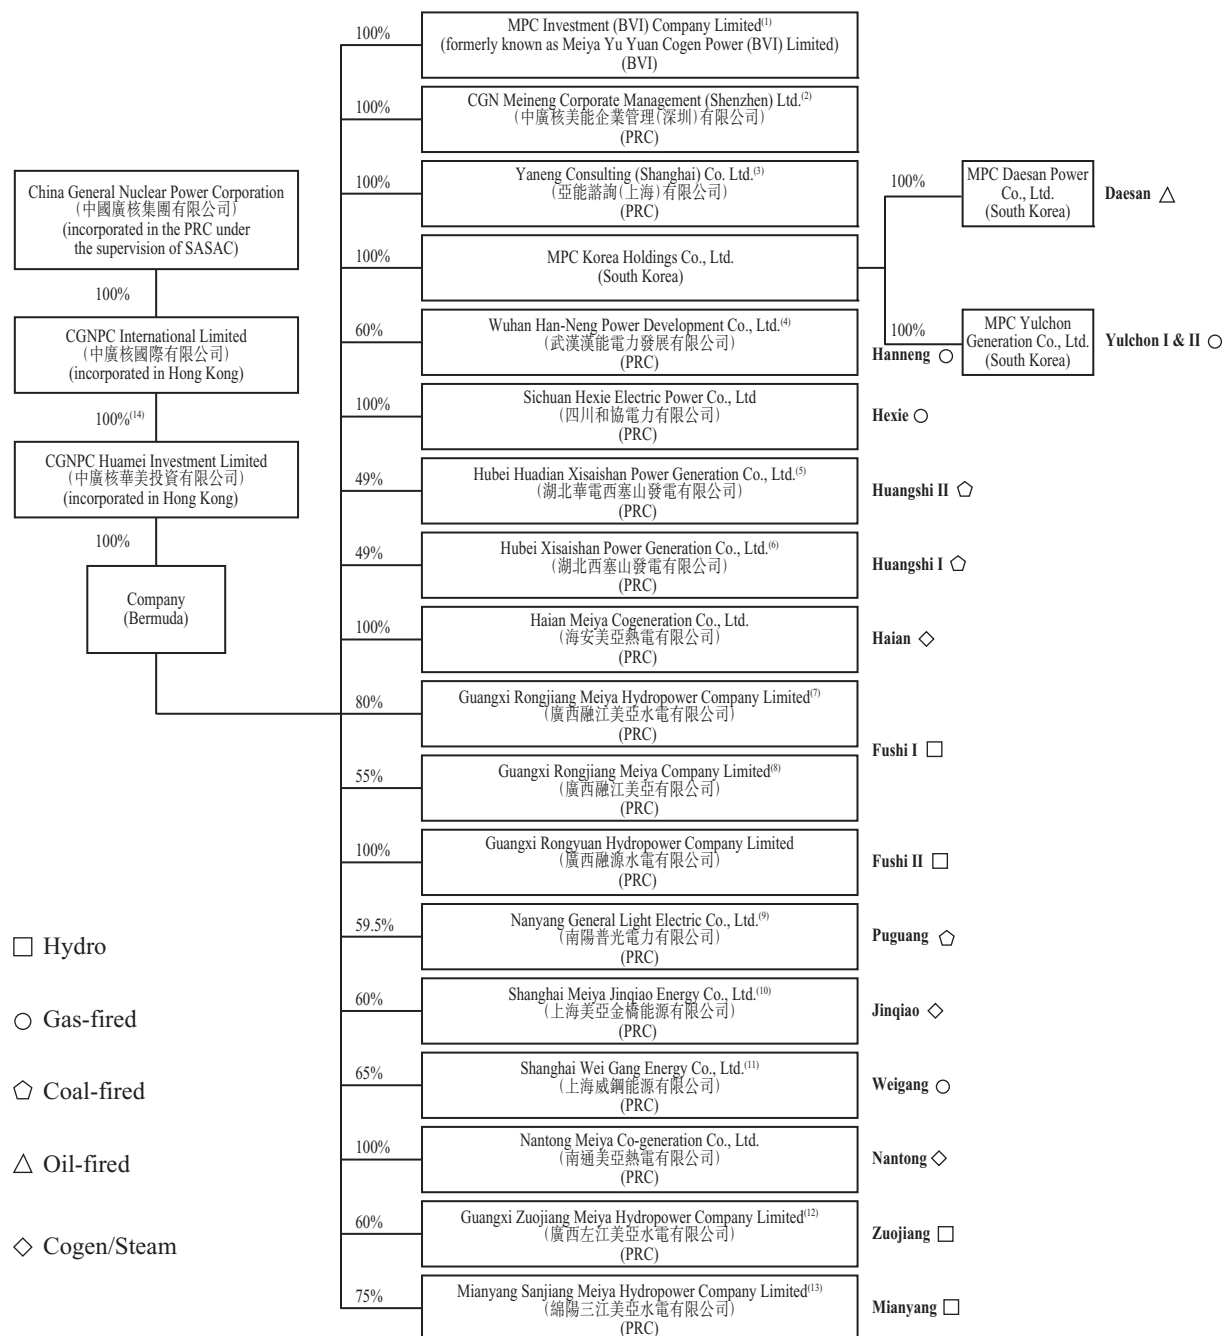 100%
MPC Investment (BVI) Company Limited(1)
(formerly known as Meiya Yu Yuan Cogen Power (BVI) Limited)
(BVI)
100%
CGN Meineng Corporate Management (Shenzhen) Ltd.(2)
(中廣核美能企業管理(深圳)有限公司)
(PRC)
100%
Yaneng Consulting (Shanghai) Co. Ltd.(3)
(亞能諮詢(上海)有限公司)
(PRC)
100%
MPC Daesan Power
Co., Ltd.
(South Korea)
Daesan
China General Nuclear Power Corporation
(中國廣核集團有限公司)
(incorporated in the PRC under
the supervision of SASAC)
100%
MPC Korea Holdings Co., Ltd.
(South Korea)
100%
CGNPC International Limited
(中廣核國際有限公司)
(incorporated in Hong Kong)
60%
Wuhan Han-Neng Power Development Co., Ltd.(4)
(武漢漢能電力發展有限公司)
(PRC)
Hanneng
100%
MPC Yulchon
Generation Co., Ltd.
(South Korea)
Yulchon I & II
100%(14)
100%
Sichuan Hexie Electric Power Co., Ltd
(四川和協電力有限公司)
(PRC)
Hexie
CGNPC Huamei Investment Limited
(中廣核華美投資有限公司)
(incorporated in Hong Kong)
49%
Hubei Huadian Xisaishan Power Generation Co., Ltd.(5)
(湖北華電西塞山發電有限公司)
(PRC)
Huangshi II
100%
49%
Hubei Xisaishan Power Generation Co., Ltd.(6)
(湖北西塞山發電有限公司)
(PRC)
Huangshi I
Company
(Bermuda)
100%
Haian Meiya Cogeneration Co., Ltd.
(海安美亞熱電有限公司)
(PRC)
Haian
80%
Guangxi Rongjiang Meiya Hydropower Company Limited(7)
(廣西融江美亞水電有限公司)
(PRC)
Fushi I
55%
Guangxi Rongjiang Meiya Company Limited(8)
(廣西融江美亞有限公司)
(PRC)
100%
Guangxi Rongyuan Hydropower Company Limited
(廣西融源水電有限公司)
(PRC)
Fushi II
59.5%
Nanyang General Light Electric Co., Ltd.(9)
(南陽普光電力有限公司)
(PRC)
Puguang
60%
Shanghai Meiya Jinqiao Energy Co., Ltd.(10)
(上海美亞金橋能源有限公司)
(PRC)
Jinqiao
65%
Shanghai Wei Gang Energy Co., Ltd.(11)
(上海威鋼能源有限公司)
(PRC)
Weigang
100%
Nantong Meiya Co-generation Co., Ltd.
(南通美亞熱電有限公司)
(PRC)
Nantong
60%
Guangxi Zuojiang Meiya Hydropower Company Limited(12)
(廣西左江美亞水電有限公司)
(PRC)
Zuojiang
75%
Mianyang Sanjiang Meiya Hydropower Company Limited(13)
(綿陽三江美亞水電有限公司)
(PRC)
Mianyang
Hydro
Gas-fired
Coal-fired
Oil-fired
Cogen/Steam